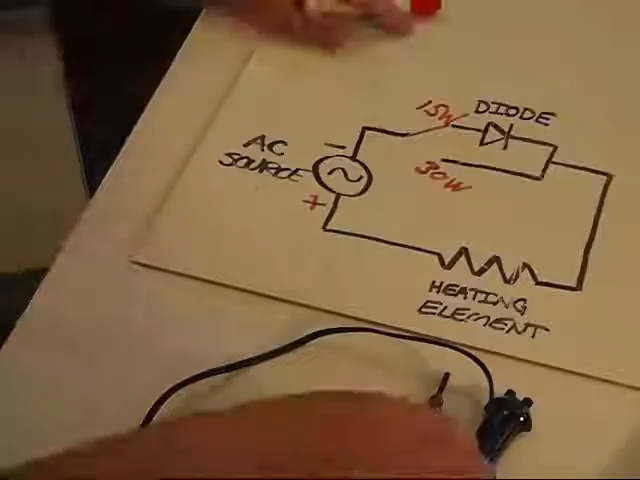 15W
DIODE
AC
SOURCE
−
+
30W
HEATING
ELEMENT